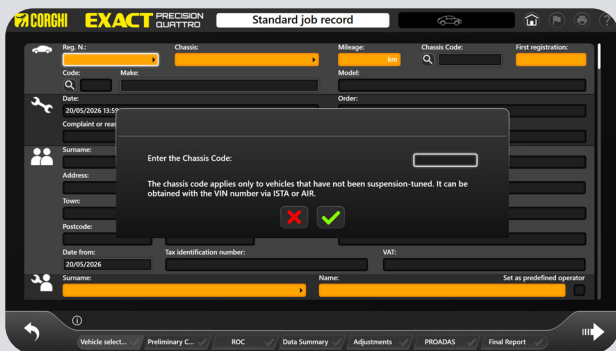 CORGHI EXACT PRECISION QUATTRO
Standard job record
Reg. N.: Chassis: Mileage: Chassis Code: First registration:
km
Code: Make: Model:
Date: Order:
20/05/2026 13:59
Complaint or rea
Surname:
Enter the Chassis Code:
Address:
The chassis code applies only to vehicles that have not been suspension-tuned. It can be
obtained with the VIN number via ISTA or AIR.
Town:
Postcode:
Date from: Tax identification number: VAT:
20/05/2026
Surname: Name: Set as predefined operator
Vehicle select... Preliminary C... ROC Data Summary Adjustments PROADAS Final Report